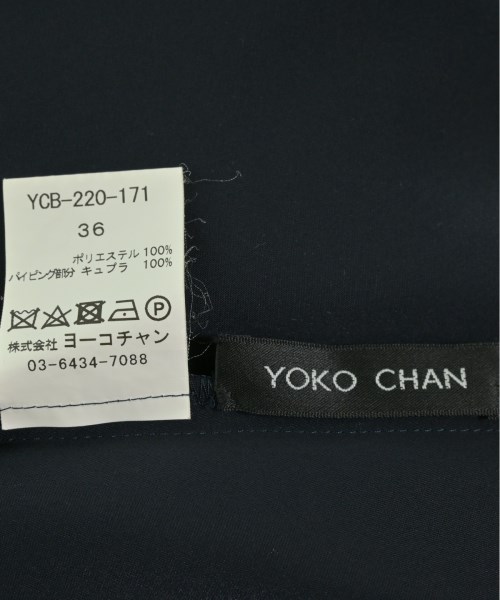 YCB-220-171
36
ポリエステル 100%
パイピング部分 キュプラ 100%
株式会社 ヨーコチャン
03-6434-7088
YOKO CHAN